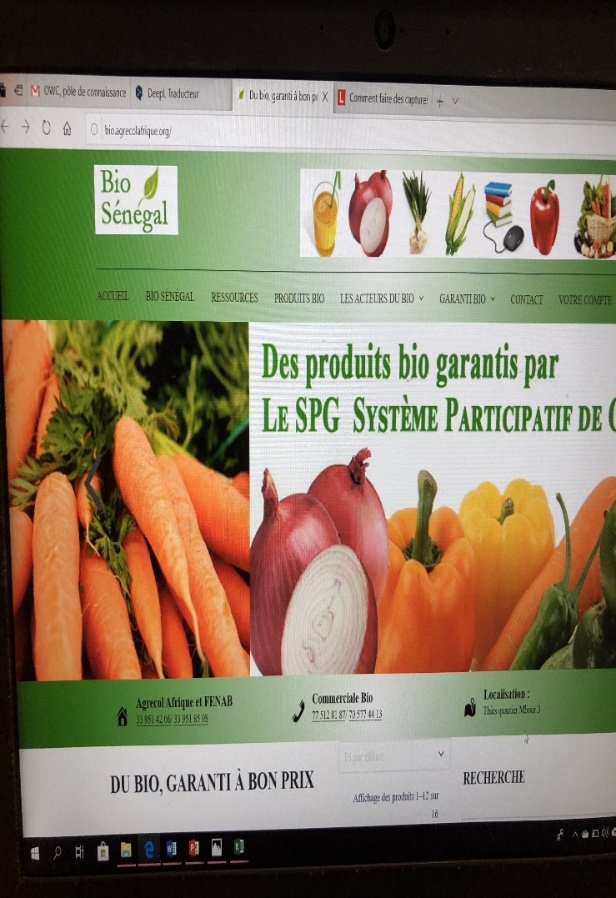 OWC, pôle de connaissance
DeepL Traducteur
Du bio, garanti à bon p
Comment faire des captures
bio.agrecolafrique.org/
Bio
Sénégal
ACCUEIL BIO SÉNÉGAL RESSOURCES PRODUITS BIO LES ACTEURS DU BIO GARANTI BIO CONTACT VOTRE COMPTE
Des produits bio garantis par
LE SPG SYSTÈME PARTICIPATIF DE G
Agrecol Afrique et FENAB
33 951 42 06/ 33 951 85 98
Commerciale Bio
77 512 81 87/ 70 577 44 13
Localisation :
Thiès quartier Mbour 3
DU BIO, GARANTI À BON PRIX
Tri par défaut
Affichage des produits 1–12 sur
16
RECHERCHE